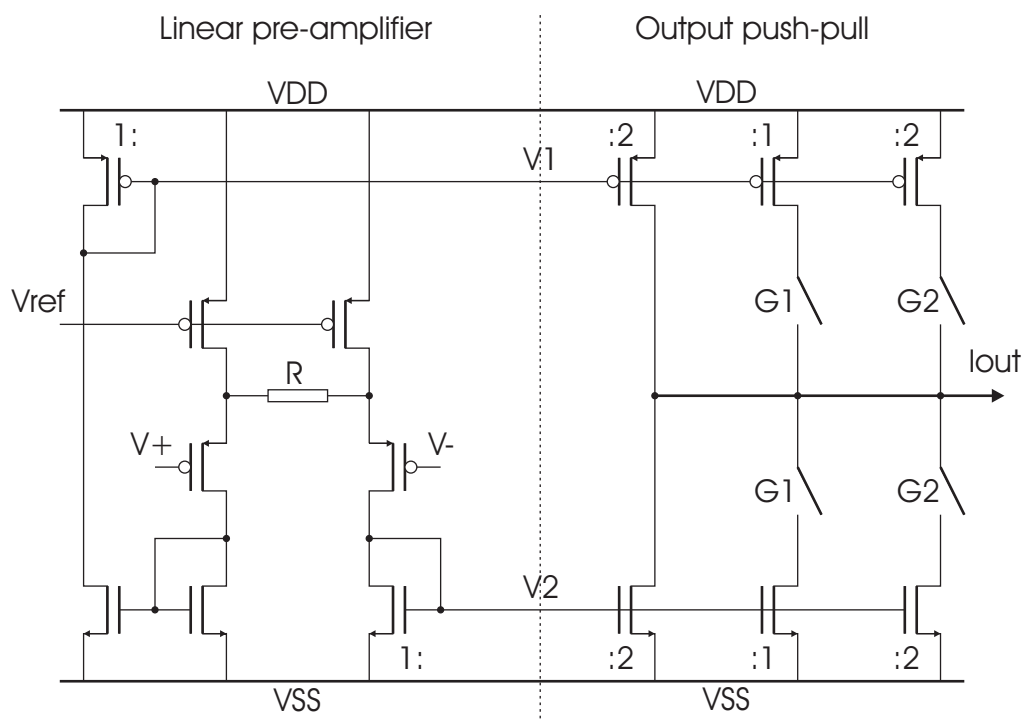 Linear pre-amplifier
Output push-pull
VDD
VDD
1:
:2
:1
:2
V1
Vref
G1
G2
R
Iout
V+
V-
G1
G2
V2
1:
:2
:1
:2
VSS
VSS